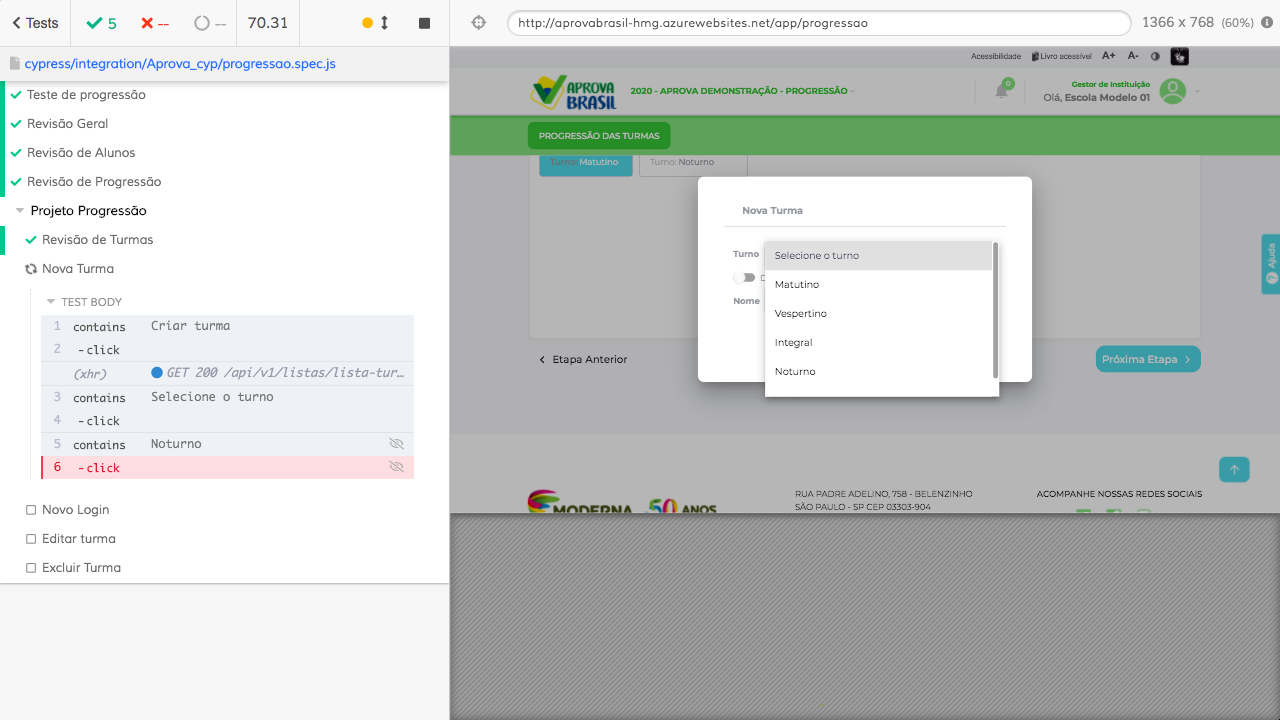 Tests
5
--
--
70.31
http://aprovabrasil-hmg.azurewebsites.net/app/progressao
1366 x 768 (60%)
cypress/integration/Aprova_cyp/progressao.spec.js
Teste de progressão
Revisão Geral
Revisão de Alunos
Revisão de Progressão
Projeto Progressão
Revisão de Turmas
Nova Turma
TEST BODY
1 contains Criar turma
2 - click
(xhr) GET 200 /api/v1/listas/lista-tur…
3 contains Selecione o turno
4 - click
5 contains Noturno
6 - click
Novo Login
Editar turma
Excluir Turma
Acessibilidade Livro acessível A+ A-
APROVA BRASIL
2020 - APROVA DEMONSTRAÇÃO - PROGRESSÃO
0
Gestor de Instituição
Olá, Escola Modelo 01
PROGRESSÃO DAS TURMAS
Turno: Matutino
Turno: Noturno
Nova Turma
Turno
Selecione o turno
Matutino
Vespertino
Integral
Noturno
Nome
Ajuda
Etapa Anterior
Próxima Etapa
MODERNA
50 ANOS
RUA PADRE ADELINO, 758 - BELENZINHO
SÃO PAULO - SP CEP 03303-904
ACOMPANHE NOSSAS REDES SOCIAIS